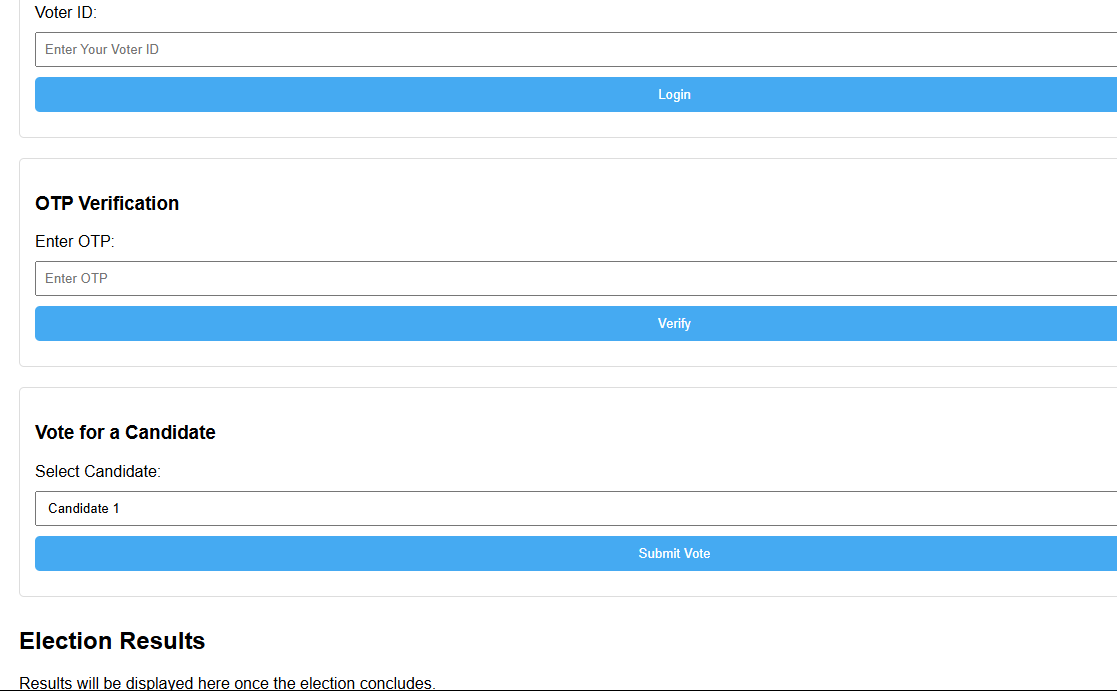 Voter ID:
Enter Your Voter ID
Login
OTP Verification
Enter OTP:
Enter OTP
Verify
Vote for a Candidate
Select Candidate:
Candidate 1
Submit Vote
Election Results
Results will be displayed here once the election concludes.